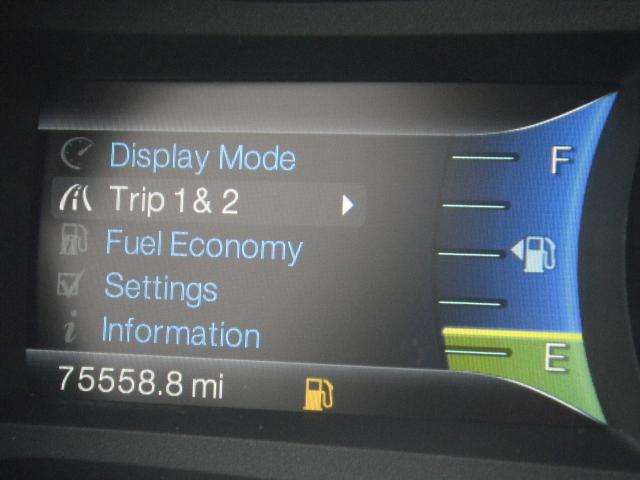 Display Mode
F
Trip 1 & 2
Fuel Economy
Settings
Information
E
75558.8 mi